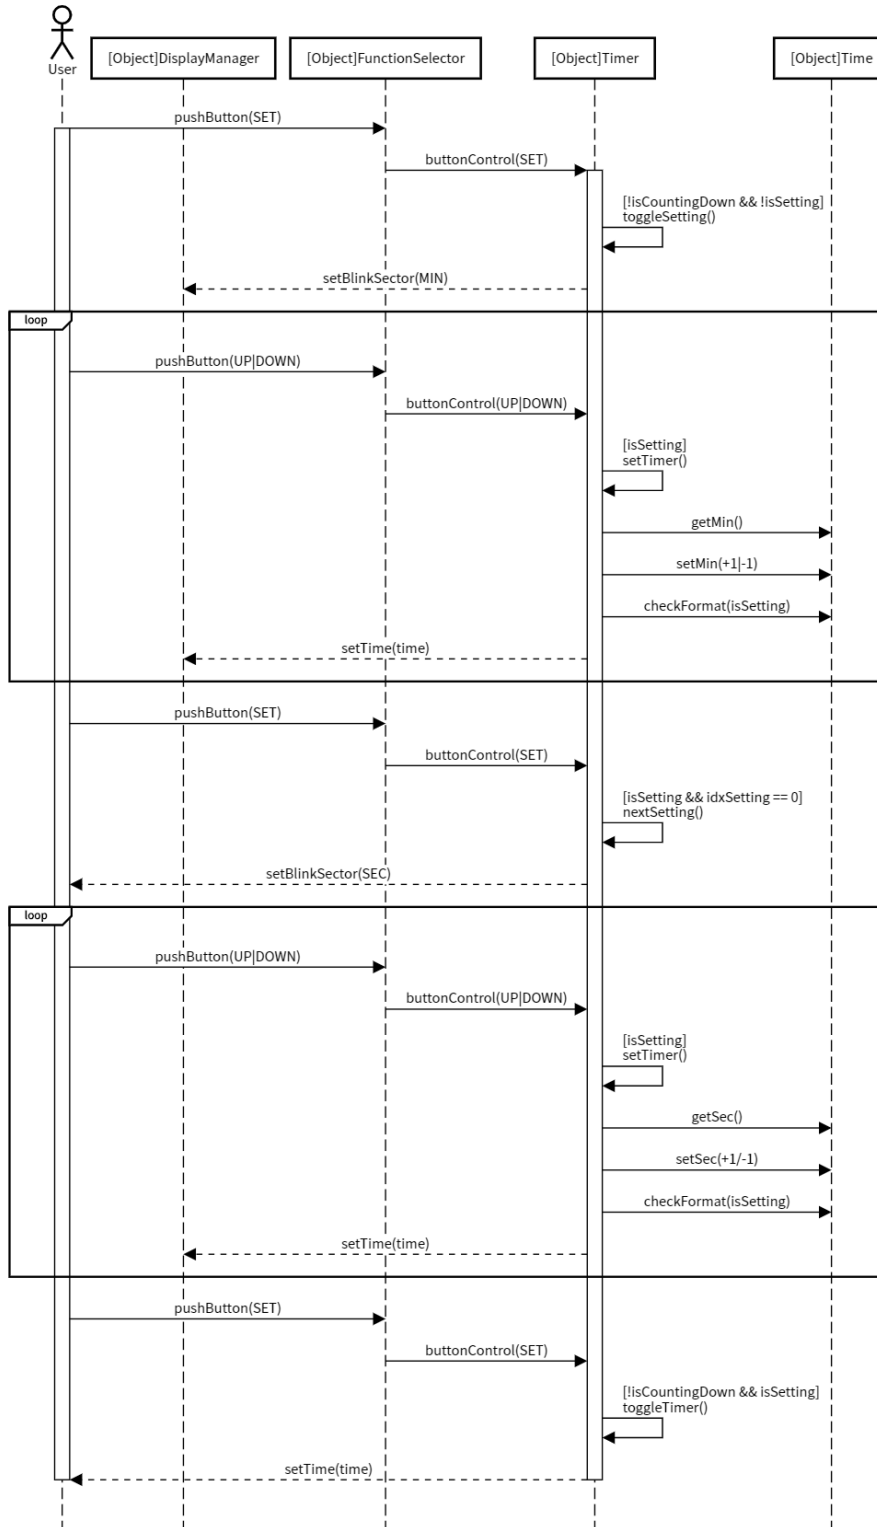 User
[Object]DisplayManager
[Object]FunctionSelector
[Object]Timer
[Object]Time
pushButton(SET)
buttonControl(SET)
[!isCountingDown && !isSetting]
toggleSetting()
setBlinkSector(MIN)
loop
pushButton(UP|DOWN)
buttonControl(UP|DOWN)
[isSetting]
setTimer()
getMin()
setMin(+1|-1)
checkFormat(isSetting)
setTime(time)
pushButton(SET)
buttonControl(SET)
[isSetting && idxSetting == 0]
nextSetting()
setBlinkSector(SEC)
loop
pushButton(UP|DOWN)
buttonControl(UP|DOWN)
[isSetting]
setTimer()
getSec()
setSec(+1/-1)
checkFormat(isSetting)
setTime(time)
pushButton(SET)
buttonControl(SET)
[!isCountingDown && isSetting]
toggleTimer()
setTime(time)